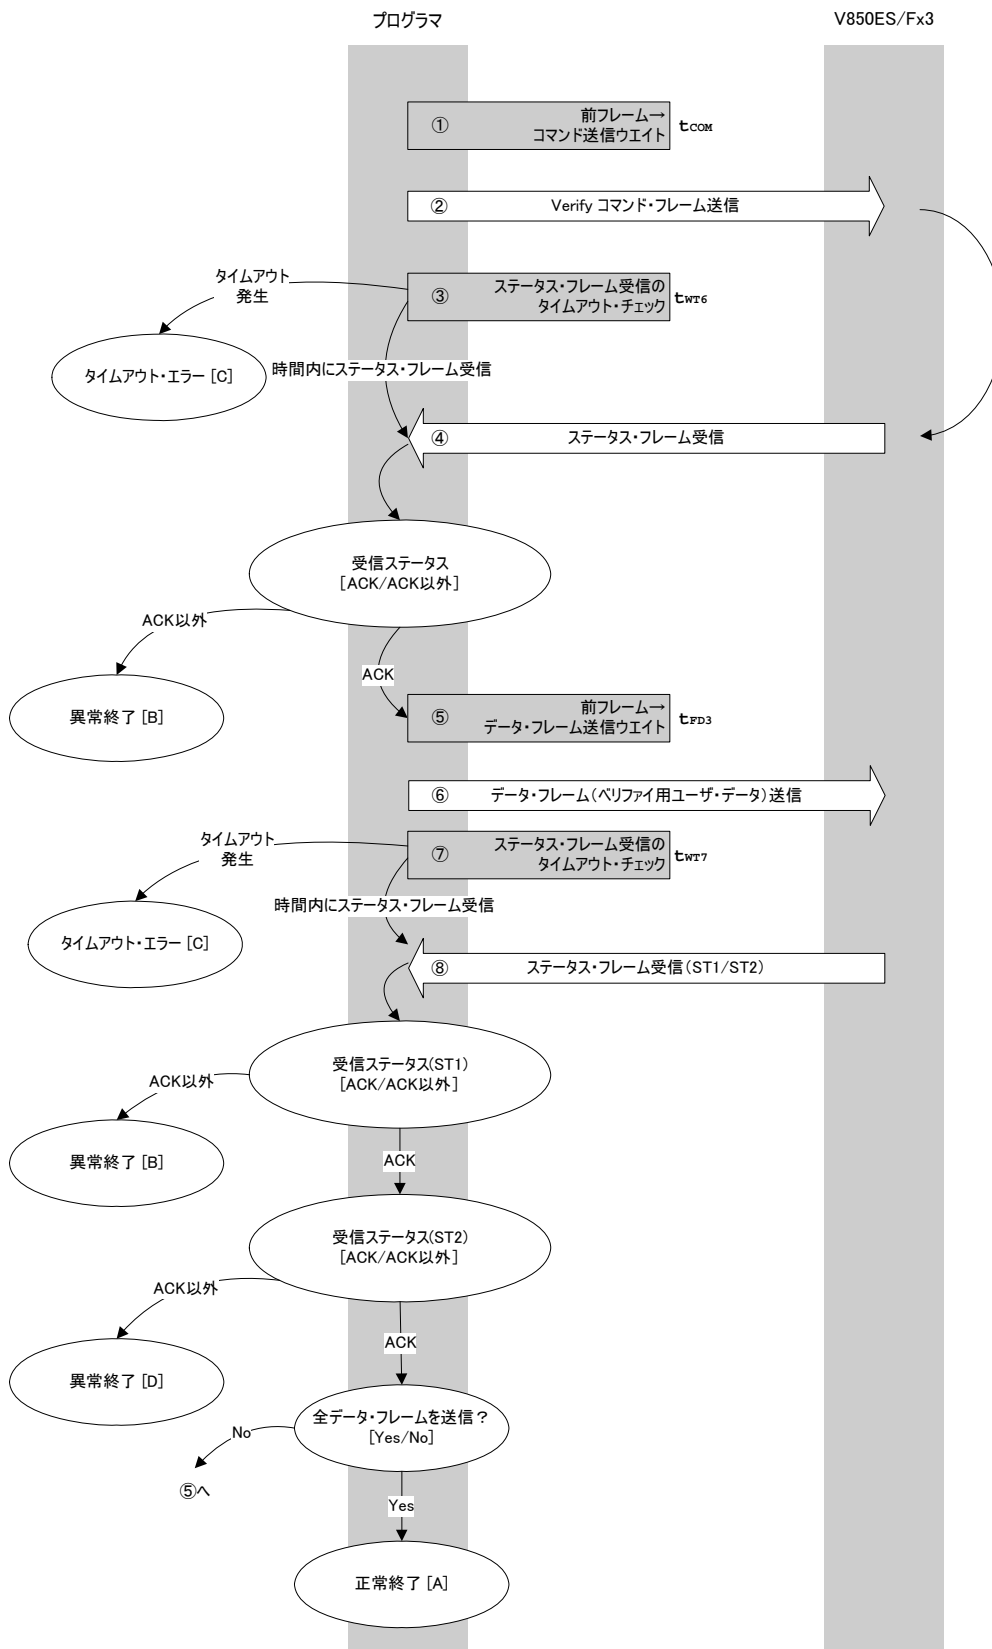 プログラマ
V850ES/Fx3
① 前フレーム→
コマンド送信ウエイト
tCOM
② Verify コマンド・フレーム送信
タイムアウト
発生
③ ステータス・フレーム受信の
タイムアウト・チェック
tWT6
タイムアウト・エラー [C]
時間内にステータス・フレーム受信
④ ステータス・フレーム受信
受信ステータス
[ACK/ACK以外]
ACK以外
ACK
異常終了 [B]
⑤ 前フレーム→
データ・フレーム送信ウエイト
tFD3
⑥ データ・フレーム(ベリファイ用ユーザ・データ)送信
タイムアウト
発生
⑦ ステータス・フレーム受信の
タイムアウト・チェック
tWT7
時間内にステータス・フレーム受信
タイムアウト・エラー [C]
⑧ ステータス・フレーム受信(ST1/ST2)
受信ステータス(ST1)
[ACK/ACK以外]
ACK以外
異常終了 [B]
ACK
受信ステータス(ST2)
[ACK/ACK以外]
ACK以外
ACK
異常終了 [D]
全データ・フレームを送信?
[Yes/No]
No
⑤へ
Yes
正常終了 [A]